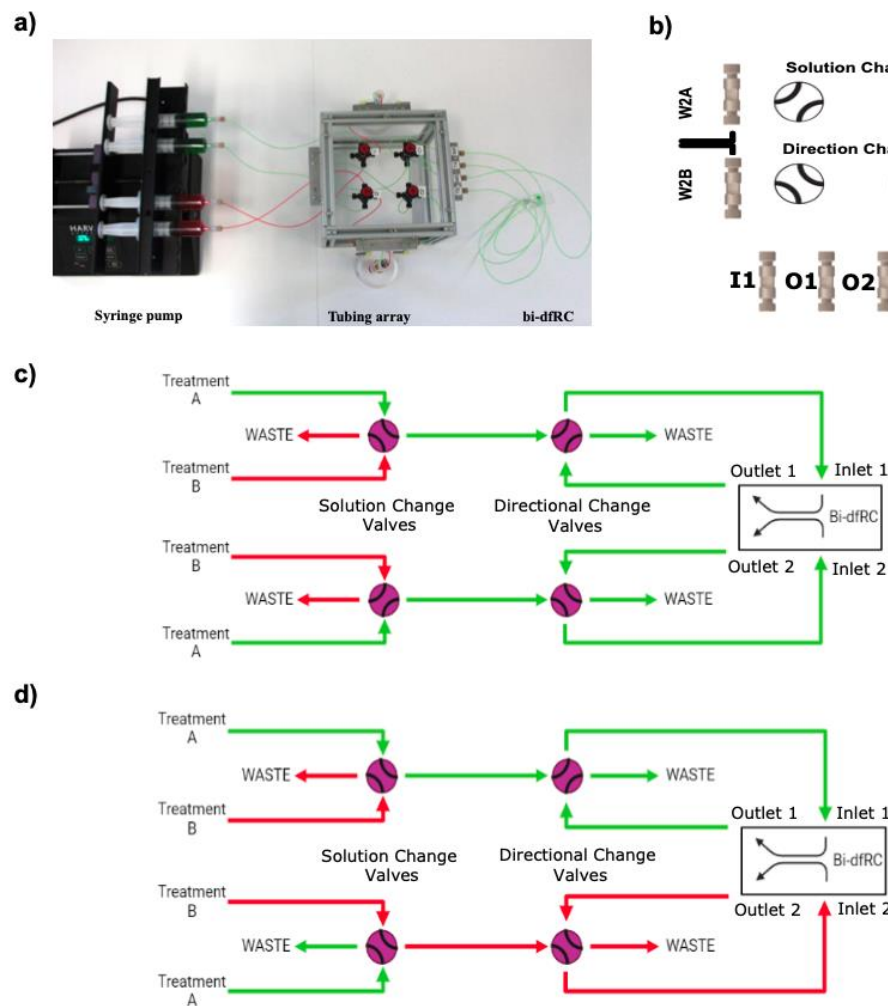 a)
HARV
Syringe pump
Tubing array
bi-dfRC
b)
W2A
W2B
Solution Cha
Direction Cha
I1
O1
O2
c)
Treatment
A
WASTE
Treatment
B
Solution Change
Valves
Directional Change
Valves
WASTE
Outlet 1
Inlet 1
Bi-dfRC
Outlet 2
Inlet 2
Treatment
B
WASTE
Treatment
A
WASTE
d)
Treatment
A
WASTE
Treatment
B
Solution Change
Valves
Directional Change
Valves
WASTE
Outlet 1
Inlet 1
Bi-dfRC
Outlet 2
Inlet 2
Treatment
B
WASTE
Treatment
A
WASTE